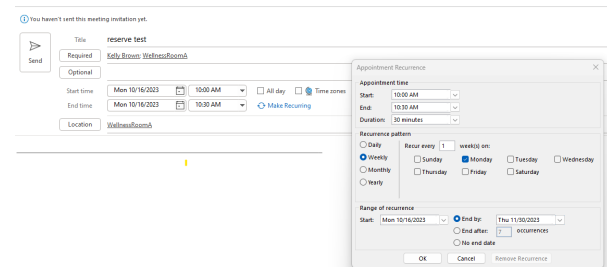 You haven't sent this meeting invitation yet.
Send
Title reserve test
Required Kelly Brown; WellnessRoomA
Optional
Start time Mon 10/16/2023 10:00 AM All day Time zones
End time Mon 10/16/2023 10:30 AM Make Recurring
Location WellnessRoomA
Appointment Recurrence
Appointment time
Start: 10:00 AM
End: 10:30 AM
Duration: 30 minutes
Recurrence pattern
Daily Recur every 1 week(s) on:
Weekly Sunday Monday Tuesday Wednesday
Monthly Thursday Friday Saturday
Yearly
Range of recurrence
Start: Mon 10/16/2023 End by: Thu 11/30/2023
End after: 7 occurrences
No end date
OK Cancel Remove Recurrence